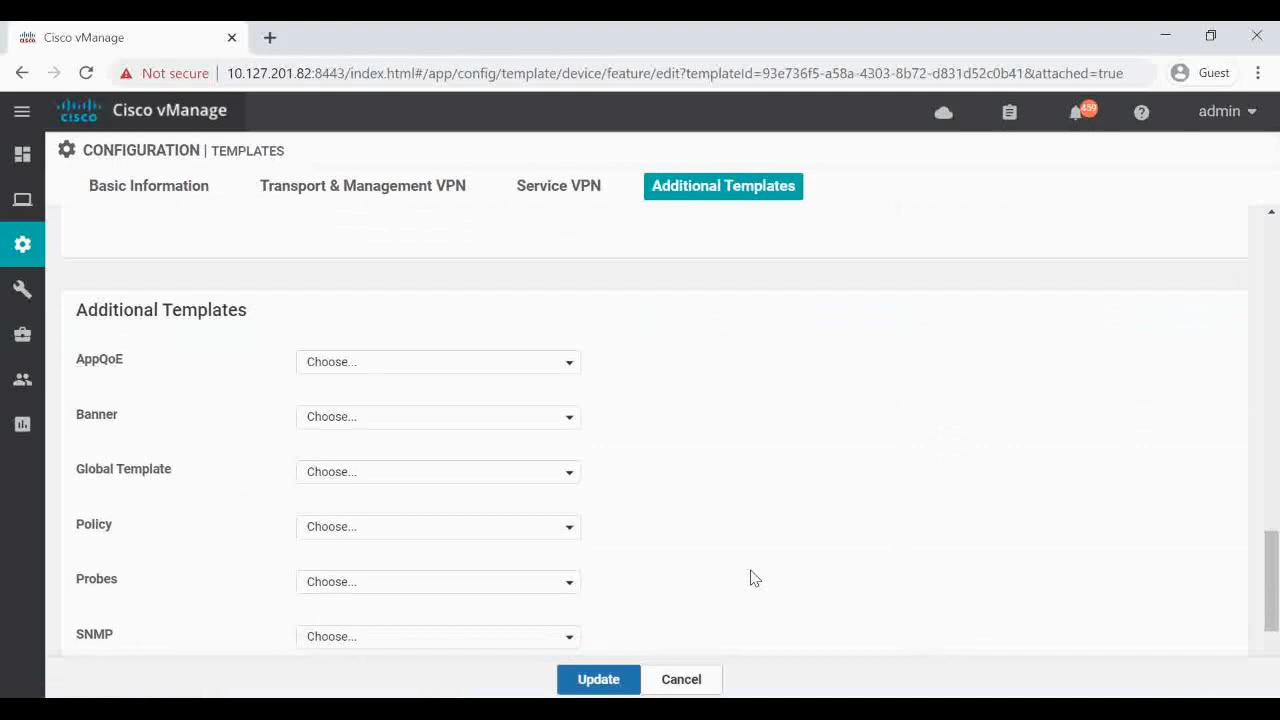 Cisco vManage
Not secure | 10.127.201.82:8443/index.html#/app/config/template/device/feature/edit?templateId=93e736f5-a58a-4303-8b72-d831d52c0b41&attached=true Guest
cisco Cisco vManage 459 admin
CONFIGURATION | TEMPLATES
Basic Information Transport & Management VPN Service VPN Additional Templates
Additional Templates
AppQoE Choose...
Banner Choose...
Global Template Choose...
Policy Choose...
Probes Choose...
SNMP Choose...
Update Cancel